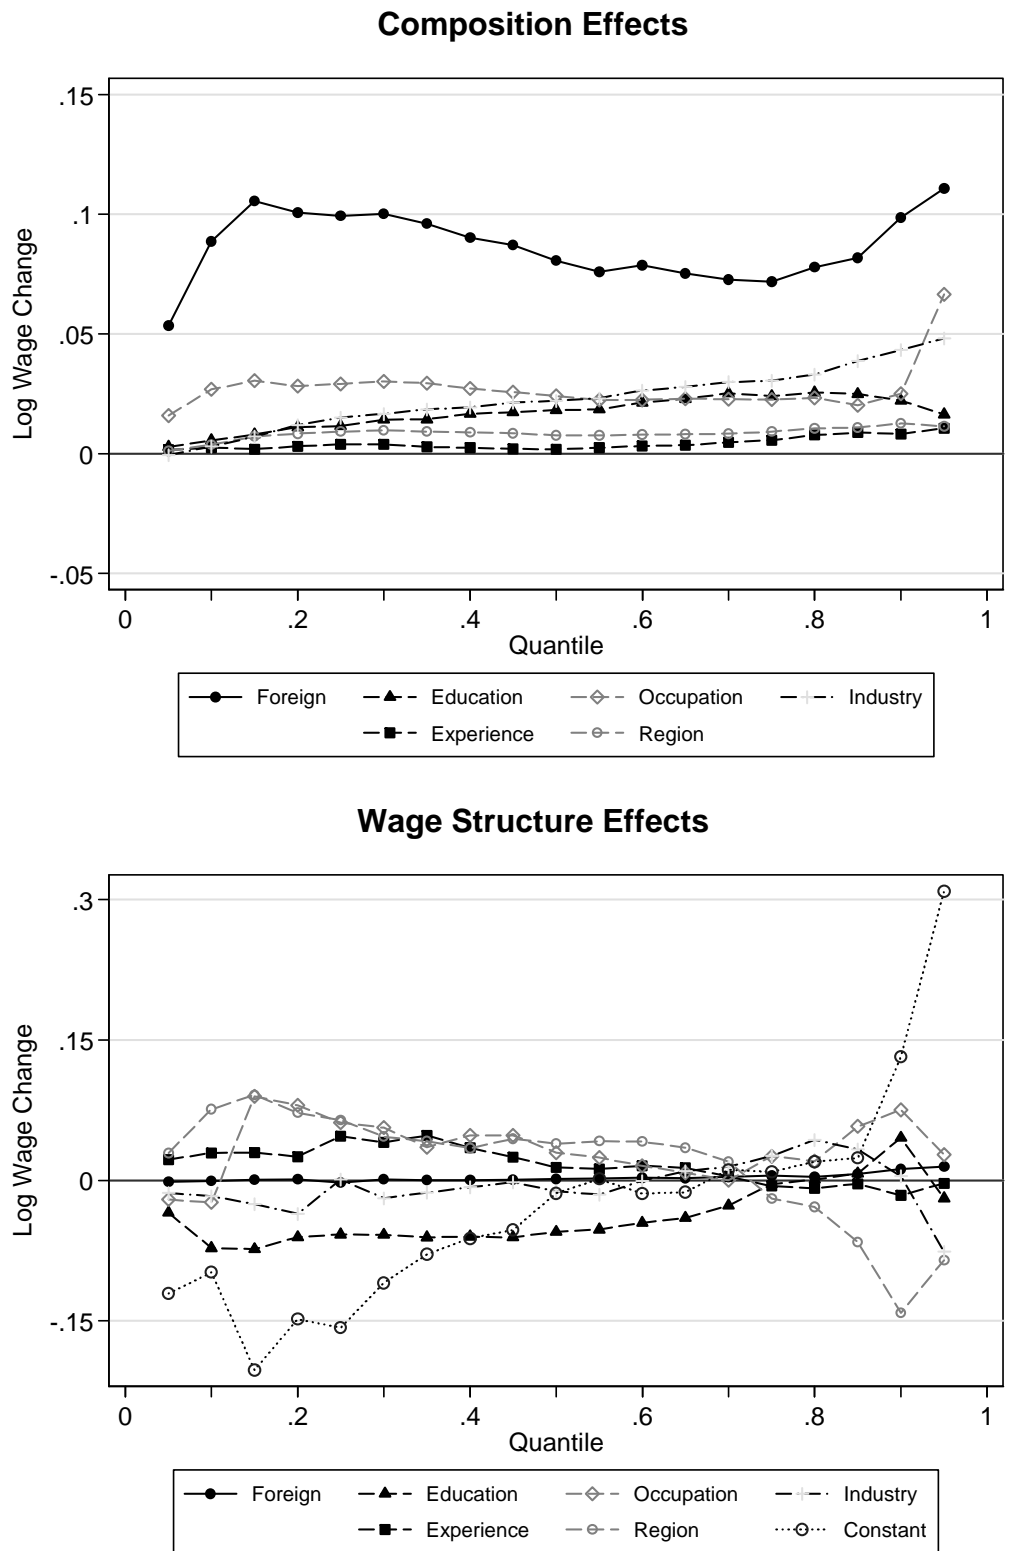 Composition Effects
.15
.1
.05
0
-.05
Log Wage Change
0 .2 .4 .6 .8 1
Quantile
Foreign Education Occupation Industry
Experience Region
Wage Structure Effects
.3
.15
0
-.15
Log Wage Change
0 .2 .4 .6 .8 1
Quantile
Foreign Education Occupation Industry
Experience Region Constant